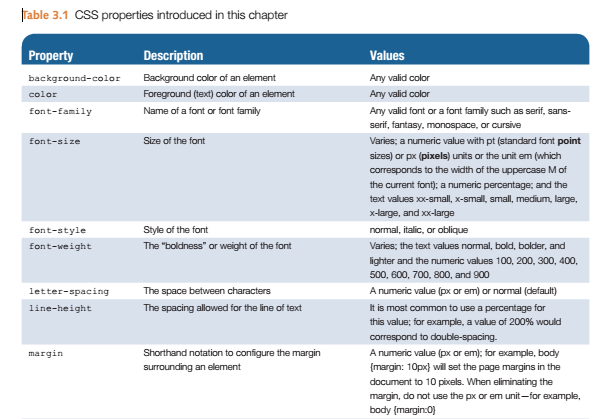 Table 3.1 CSS properties introduced in this chapter
Property Description Values
background-color Background color of an element Any valid color
color Foreground (text) color of an element Any valid color
font-family Name of a font or font family Any valid font or a font family such as serif, sans-
serif, fantasy, monospace, or cursive
font-size Size of the font Varies; a numeric value with pt (standard font point
sizes) or px (pixels) units or the unit em (which
corresponds to the width of the uppercase M of
the current font); a numeric percentage; and the
text values xx-small, x-small, small, medium, large,
x-large, and xx-large
font-style Style of the font normal, italic, or oblique
font-weight The “boldness” or weight of the font Varies; the text values normal, bold, bolder, and
lighter and the numeric values 100, 200, 300, 400,
500, 600, 700, 800, and 900
letter-spacing The space between characters A numeric value (px or em) or normal (default)
line-height The spacing allowed for the line of text It is most common to use a percentage for
this value; for example, a value of 200% would
correspond to double-spacing.
margin Shorthand notation to configure the margin A numeric value (px or em); for example, body
surrounding an element {margin: 10px} will set the page margins in the
document to 10 pixels. When eliminating the
margin, do not use the px or em unit—for example,
body {margin:0}